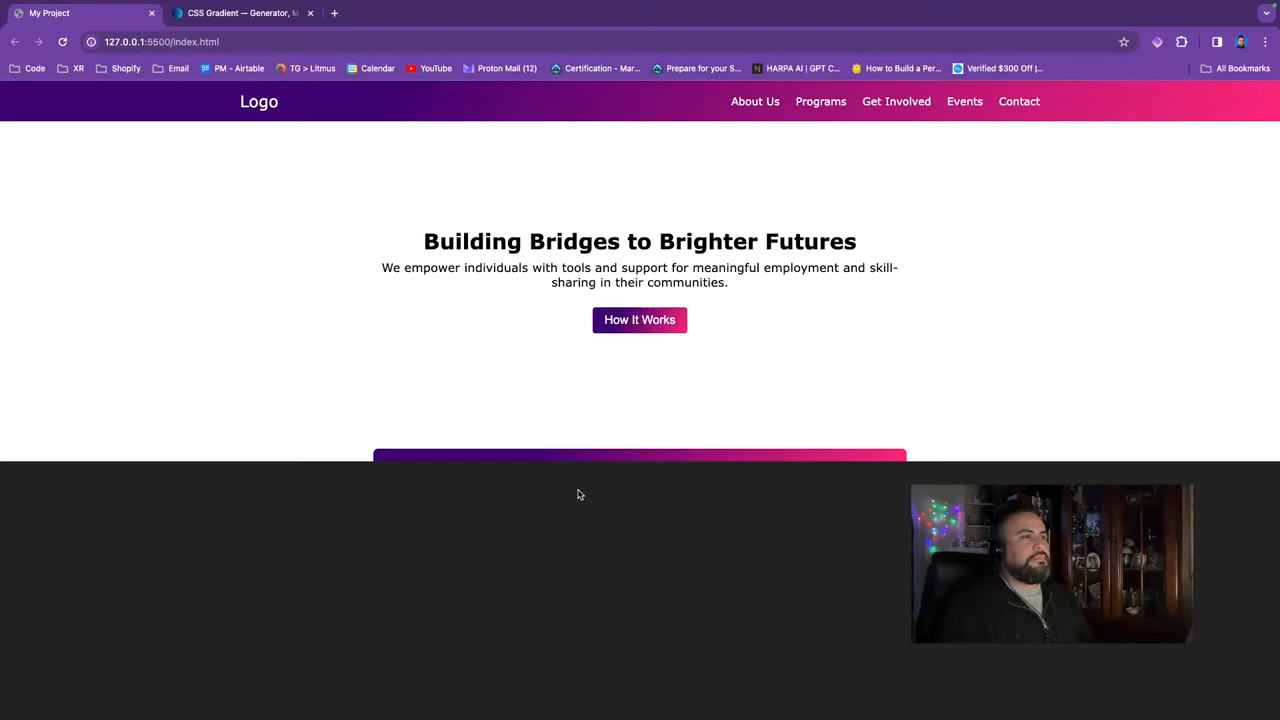 My Project
CSS Gradient — Generator, M
127.0.0.1:5500/index.html
Code
XR
Shopify
Email
PM - Airtable
TG > Litmus
Calendar
YouTube
Proton Mail (12)
Certification - Mar...
Prepare for your S...
HARPA AI | GPT C...
How to Build a Per...
Verified $300 Off |...
All Bookmarks
Logo
About Us
Programs
Get Involved
Events
Contact
Building Bridges to Brighter Futures
We empower individuals with tools and support for meaningful employment and skill-
sharing in their communities.
How It Works